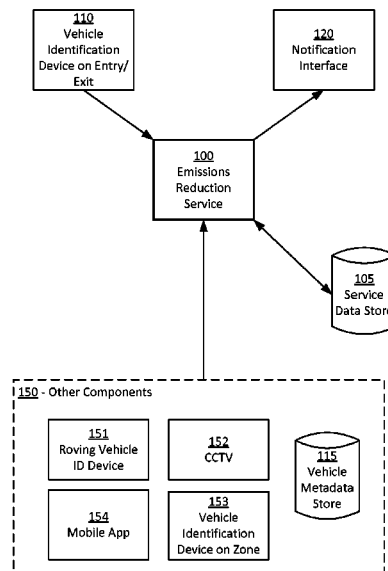 110
Vehicle
Identification
Device on Entry/
Exit
120
Notification
Interface
100
Emissions
Reduction
Service
105
Service
Data Store
150 - Other Components
151
Roving Vehicle
ID Device
152
CCTV
115
Vehicle
Metadata
Store
154
Mobile App
153
Vehicle
Identification
Device on Zone